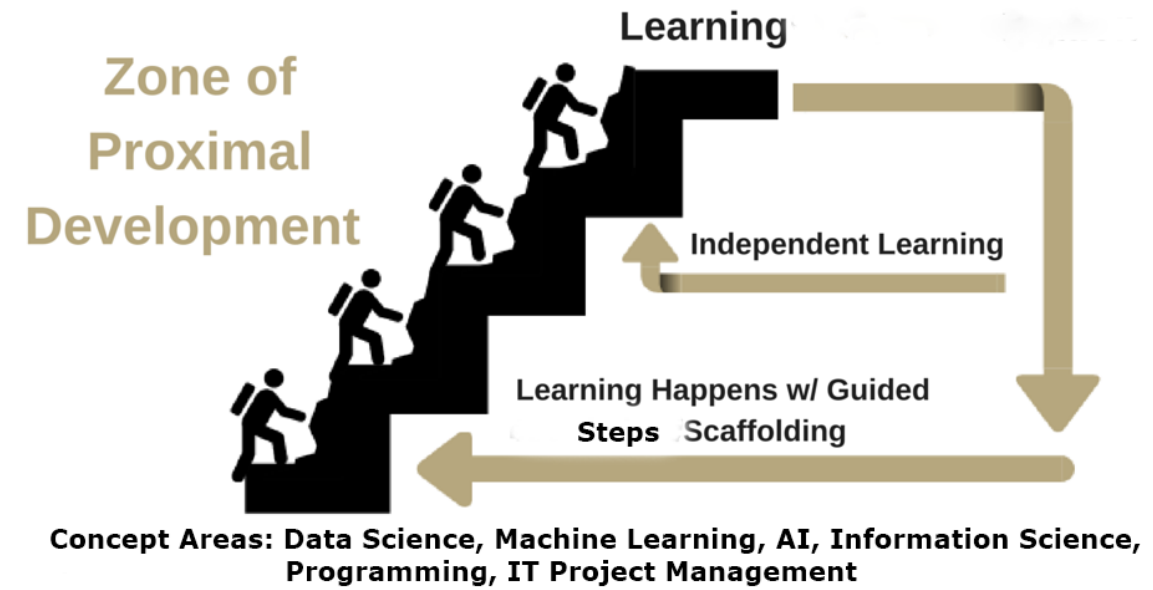 Learning
Zone of
Proximal
Development
Independent Learning
Learning Happens w/ Guided
Steps Scaffolding
Concept Areas: Data Science, Machine Learning, AI, Information Science,
Programming, IT Project Management